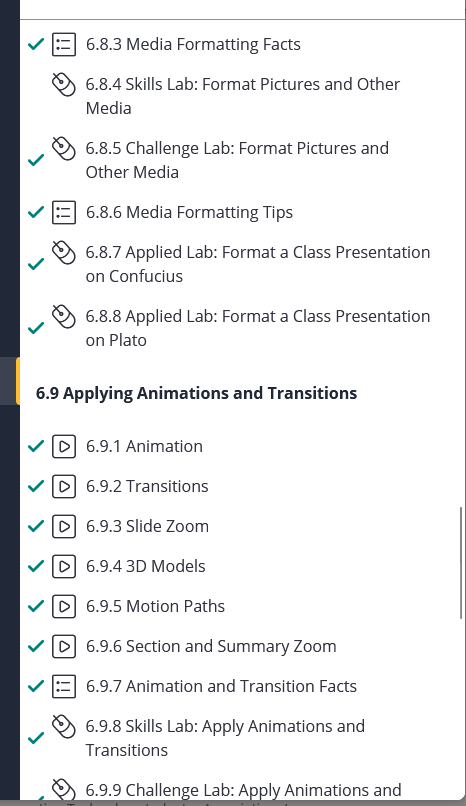 6.8.3 Media Formatting Facts
6.8.4 Skills Lab: Format Pictures and Other
Media
6.8.5 Challenge Lab: Format Pictures and
Other Media
6.8.6 Media Formatting Tips
6.8.7 Applied Lab: Format a Class Presentation
on Confucius
6.8.8 Applied Lab: Format a Class Presentation
on Plato
6.9 Applying Animations and Transitions
6.9.1 Animation
6.9.2 Transitions
6.9.3 Slide Zoom
6.9.4 3D Models
6.9.5 Motion Paths
6.9.6 Section and Summary Zoom
6.9.7 Animation and Transition Facts
6.9.8 Skills Lab: Apply Animations and
Transitions
6.9.9 Challenge Lab: Apply Animations and